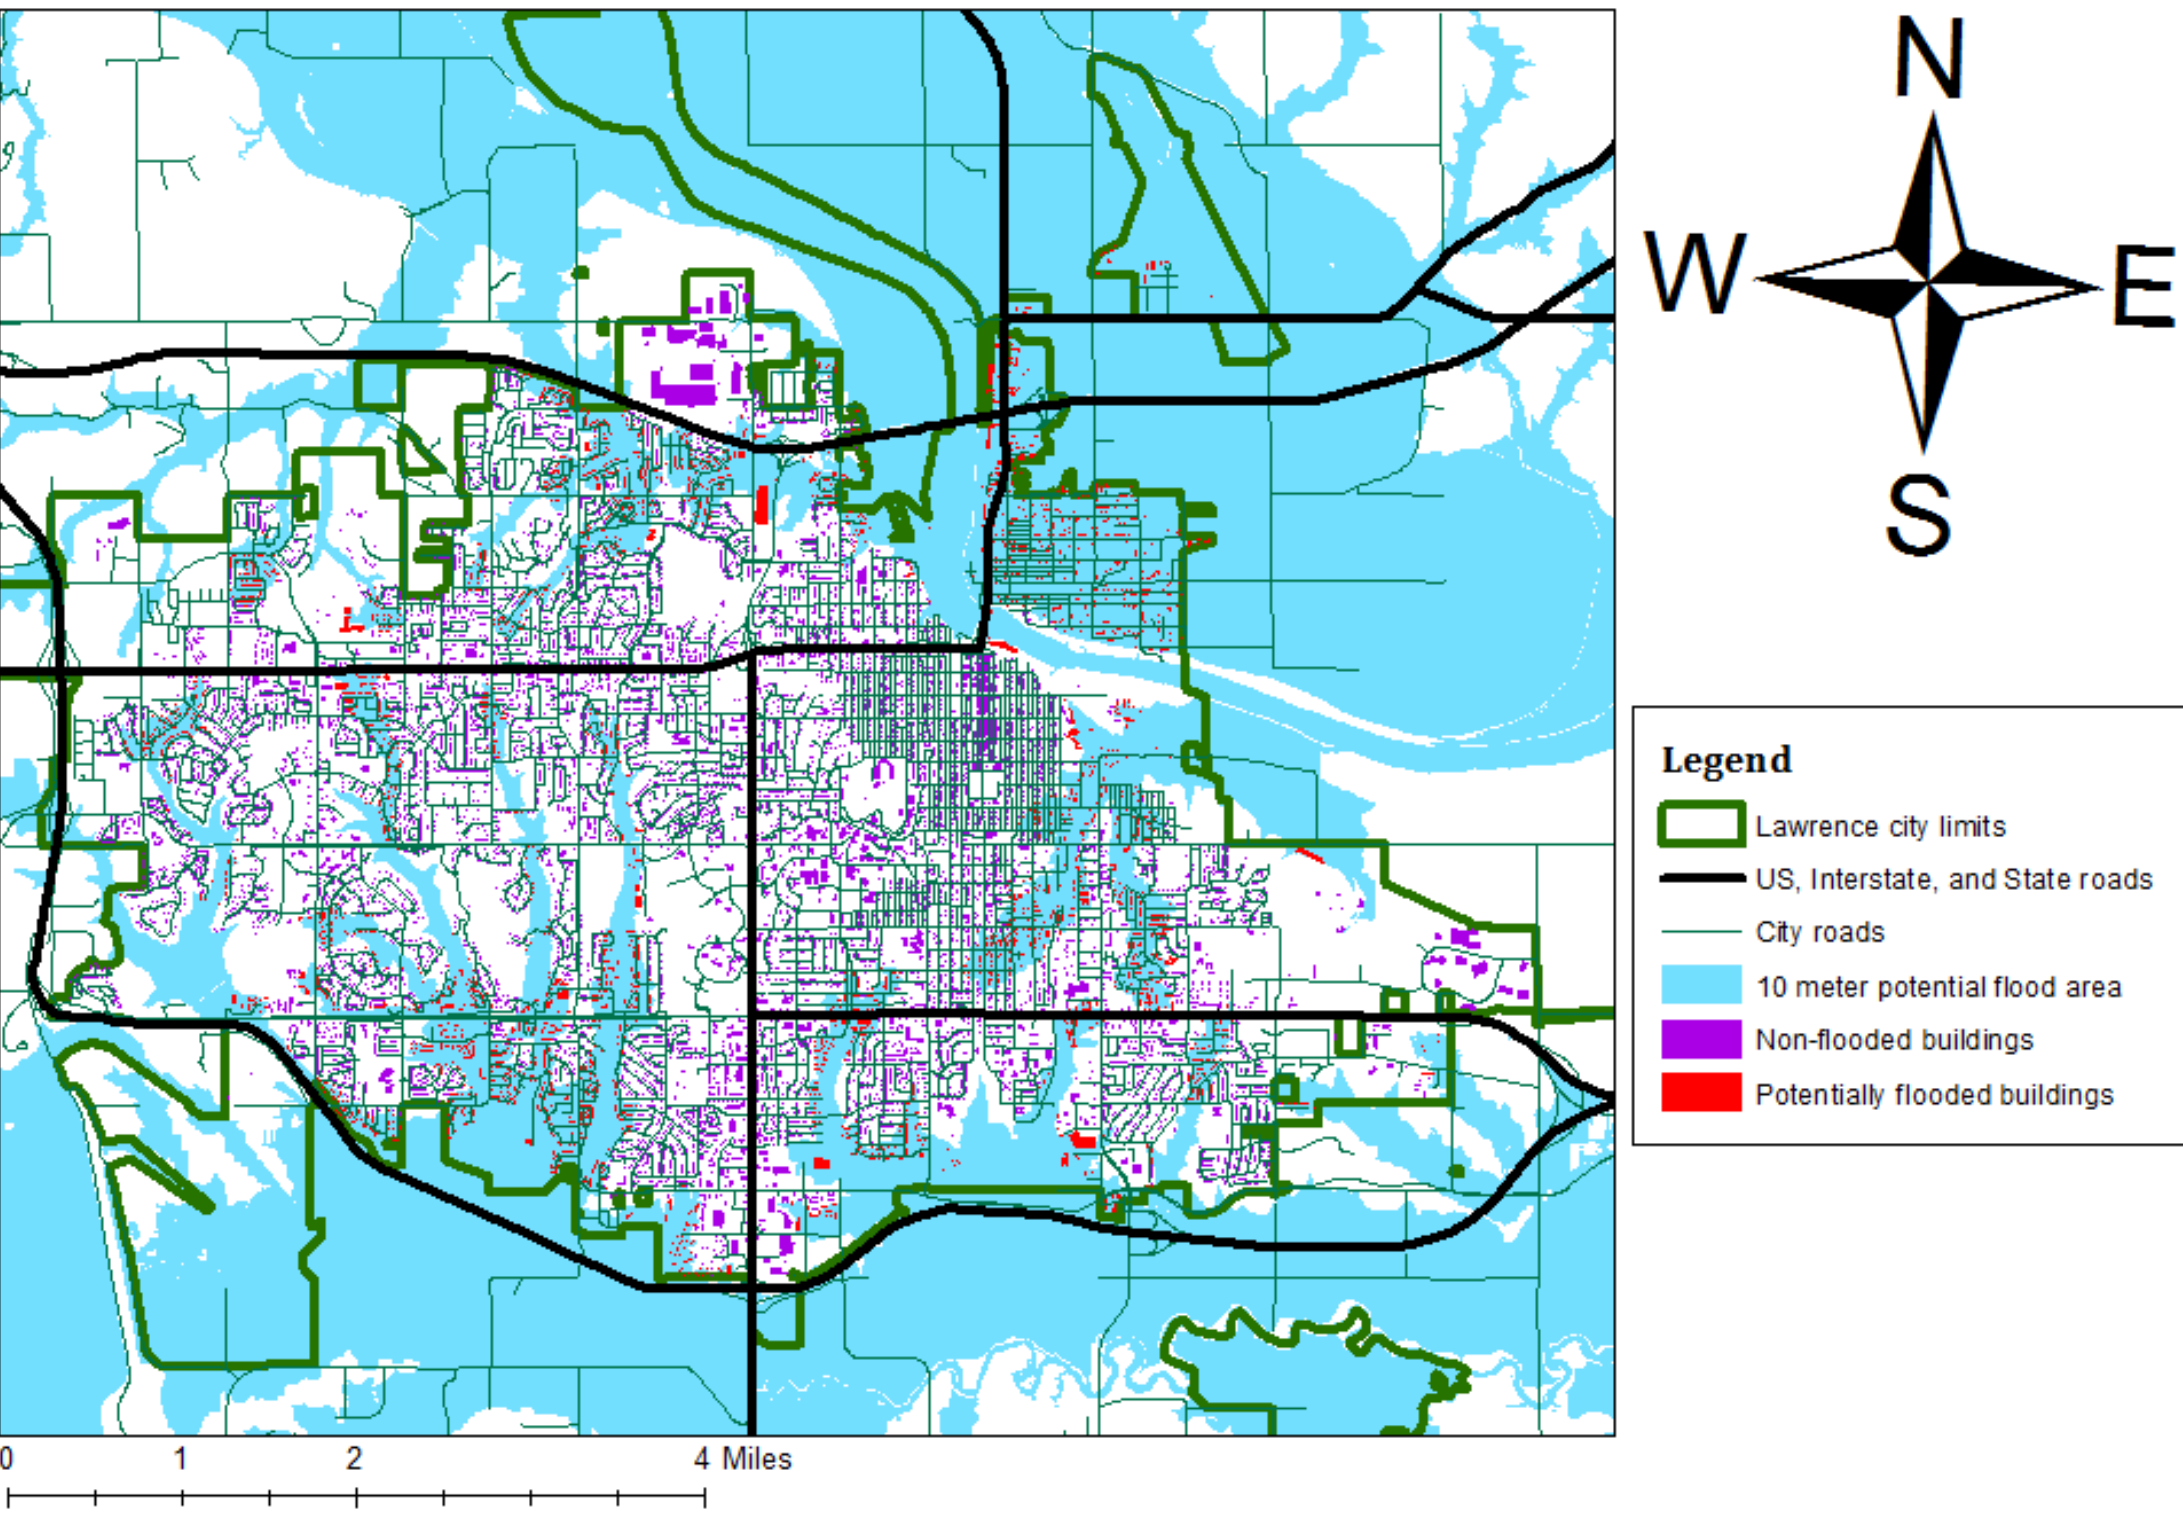 N
W
E
S
Legend
Lawrence city limits
US, Interstate, and State roads
City roads
10 meter potential flood area
Non-flooded buildings
Potentially flooded buildings
0 1 2 4 Miles